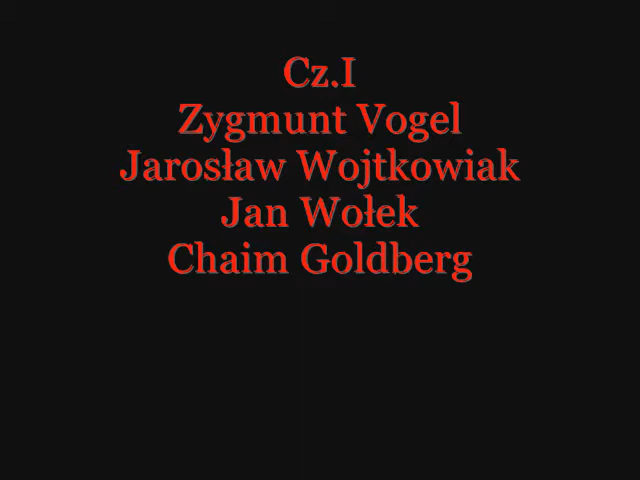 Cz.I
Zygmunt Vogel
Jarosław Wojtkowiak
Jan Wołek
Chaim Goldberg